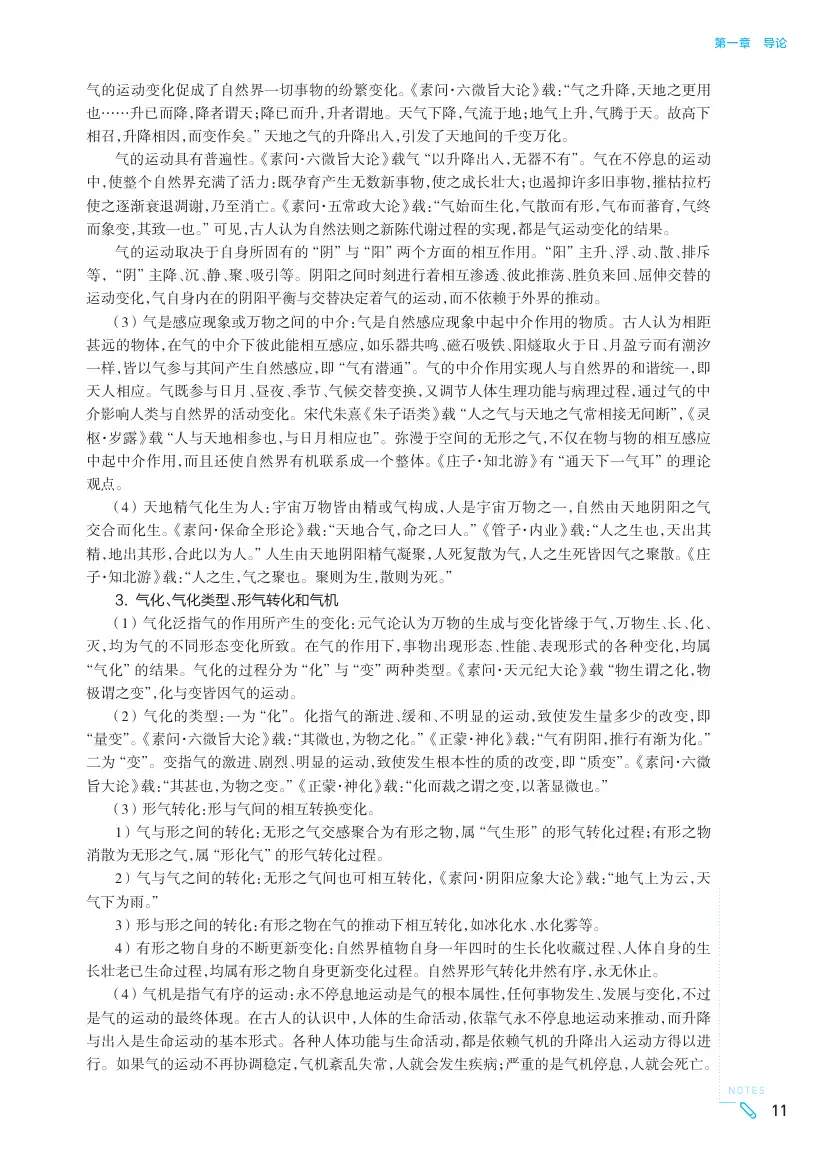 第一章　导论
气的运动变化促成了自然界一切事物的纷繁变化。《素问·六微旨大论》载：“气之升降，天地之更用
也……升已而降，降者谓天；降已而升，升者谓地。天气下降，气流于地；地气上升，气腾于天。故高下
相召，升降相因，而变作矣。”天地之气的升降出入，引发了天地间的千变万化。
气的运动具有普遍性。《素问·六微旨大论》载气“以升降出入，无器不有”。气在不停息的运动
中，使整个自然界充满了活力：既孕育产生无数新事物，使之成长壮大；也遏抑许多旧事物，摧枯拉朽
使之逐渐衰退凋谢，乃至消亡。《素问·五常政大论》载：“气始而生化，气散而有形，气布而蕃育，气终
而象变，其致一也。”可见，古人认为自然法则之新陈代谢过程的实现，都是气运动变化的结果。
气的运动取决于自身所固有的“阴”与“阳”两个方面的相互作用。“阳”主升、浮、动、散、排斥
等，“阴”主降、沉、静、聚、吸引等。阴阳之间时刻进行着相互渗透、彼此推荡、胜负来回、屈伸交替的
运动变化，气自身内在的阴阳平衡与交替决定着气的运动，而不依赖于外界的推动。
（3）气是感应现象或万物之间的中介：气是自然感应现象中起中介作用的物质。古人认为相距
甚远的物体，在气的中介下彼此能相互感应，如乐器共鸣、磁石吸铁、阳燧取火于日、月盈亏而有潮汐
一样，皆以气参与其间产生自然感应，即“气有潜通”。气的中介作用实现人与自然界的和谐统一，即
天人相应。气既参与日月、昼夜、季节、气候交替变换，又调节人体生理功能与病理过程，通过气的中
介影响人类与自然界的活动变化。宋代朱熹《朱子语类》载“人之气与天地之气常相接无间断”，《灵
枢·岁露》载“人与天地相参也，与日月相应也”。弥漫于空间的无形之气，不仅在物与物的相互感应
中起中介作用，而且还使自然界有机联系成一个整体。《庄子·知北游》有“通天下一气耳”的理论
观点。
（4）天地精气化生为人：宇宙万物皆由精或气构成，人是宇宙万物之一，自然由天地阴阳之气
交合而化生。《素问·保命全形论》载：“天地合气，命之曰人。”《管子·内业》载：“人之生也，天出其
精，地出其形，合此以为人。”人生由天地阴阳精气凝聚，人死复散为气，人之生死皆因气之聚散。《庄
子·知北游》载：“人之生，气之聚也。聚则为生，散则为死。”
3. 气化、气化类型、形气转化和气机
（1）气化泛指气的作用所产生的变化：元气论认为万物的生成与变化皆缘于气，万物生、长、化、
灭，均为气的不同形态变化所致。在气的作用下，事物出现形态、性能、表现形式的各种变化，均属
“气化”的结果。气化的过程分为“化”与“变”两种类型。《素问·天元纪大论》载“物生谓之化，物
极谓之变”，化与变皆因气的运动。
（2）气化的类型：一为“化”。化指气的渐进、缓和、不明显的运动，致使发生量多少的改变，即
“量变”。《素问·六微旨大论》载：“其微也，为物之化。”《正蒙·神化》载：“气有阴阳，推行有渐为化。”
二为“变”。变指气的激进、剧烈、明显的运动，致使发生根本性的质的改变，即“质变”。《素问·六微
旨大论》载：“其甚也，为物之变。”《正蒙·神化》载：“化而裁之谓之变，以著显微也。”
（3）形气转化：形与气间的相互转换变化。
1）气与形之间的转化：无形之气交感聚合为有形之物，属“气生形”的形气转化过程；有形之物
消散为无形之气，属“形化气”的形气转化过程。
2）气与气之间的转化：无形之气间也可相互转化，《素问·阴阳应象大论》载：“地气上为云，天
气下为雨。”
3）形与形之间的转化：有形之物在气的推动下相互转化，如冰化水、水化雾等。
4）有形之物自身的不断更新变化：自然界植物自身一年四时的生长化收藏过程、人体自身的生
长壮老已生命过程，均属有形之物自身更新变化过程。自然界形气转化井然有序，永无休止。
（4）气机是指气有序的运动：永不停息地运动是气的根本属性，任何事物发生、发展与变化，不过
是气的运动的最终体现。在古人的认识中，人体的生命活动，依靠气永不停息地运动来推动，而升降
与出入是生命运动的基本形式。各种人体功能与生命活动，都是依赖气机的升降出入运动方得以进
行。如果气的运动不再协调稳定，气机紊乱失常，人就会发生疾病；严重的是气机停息，人就会死亡。
NOTES
11